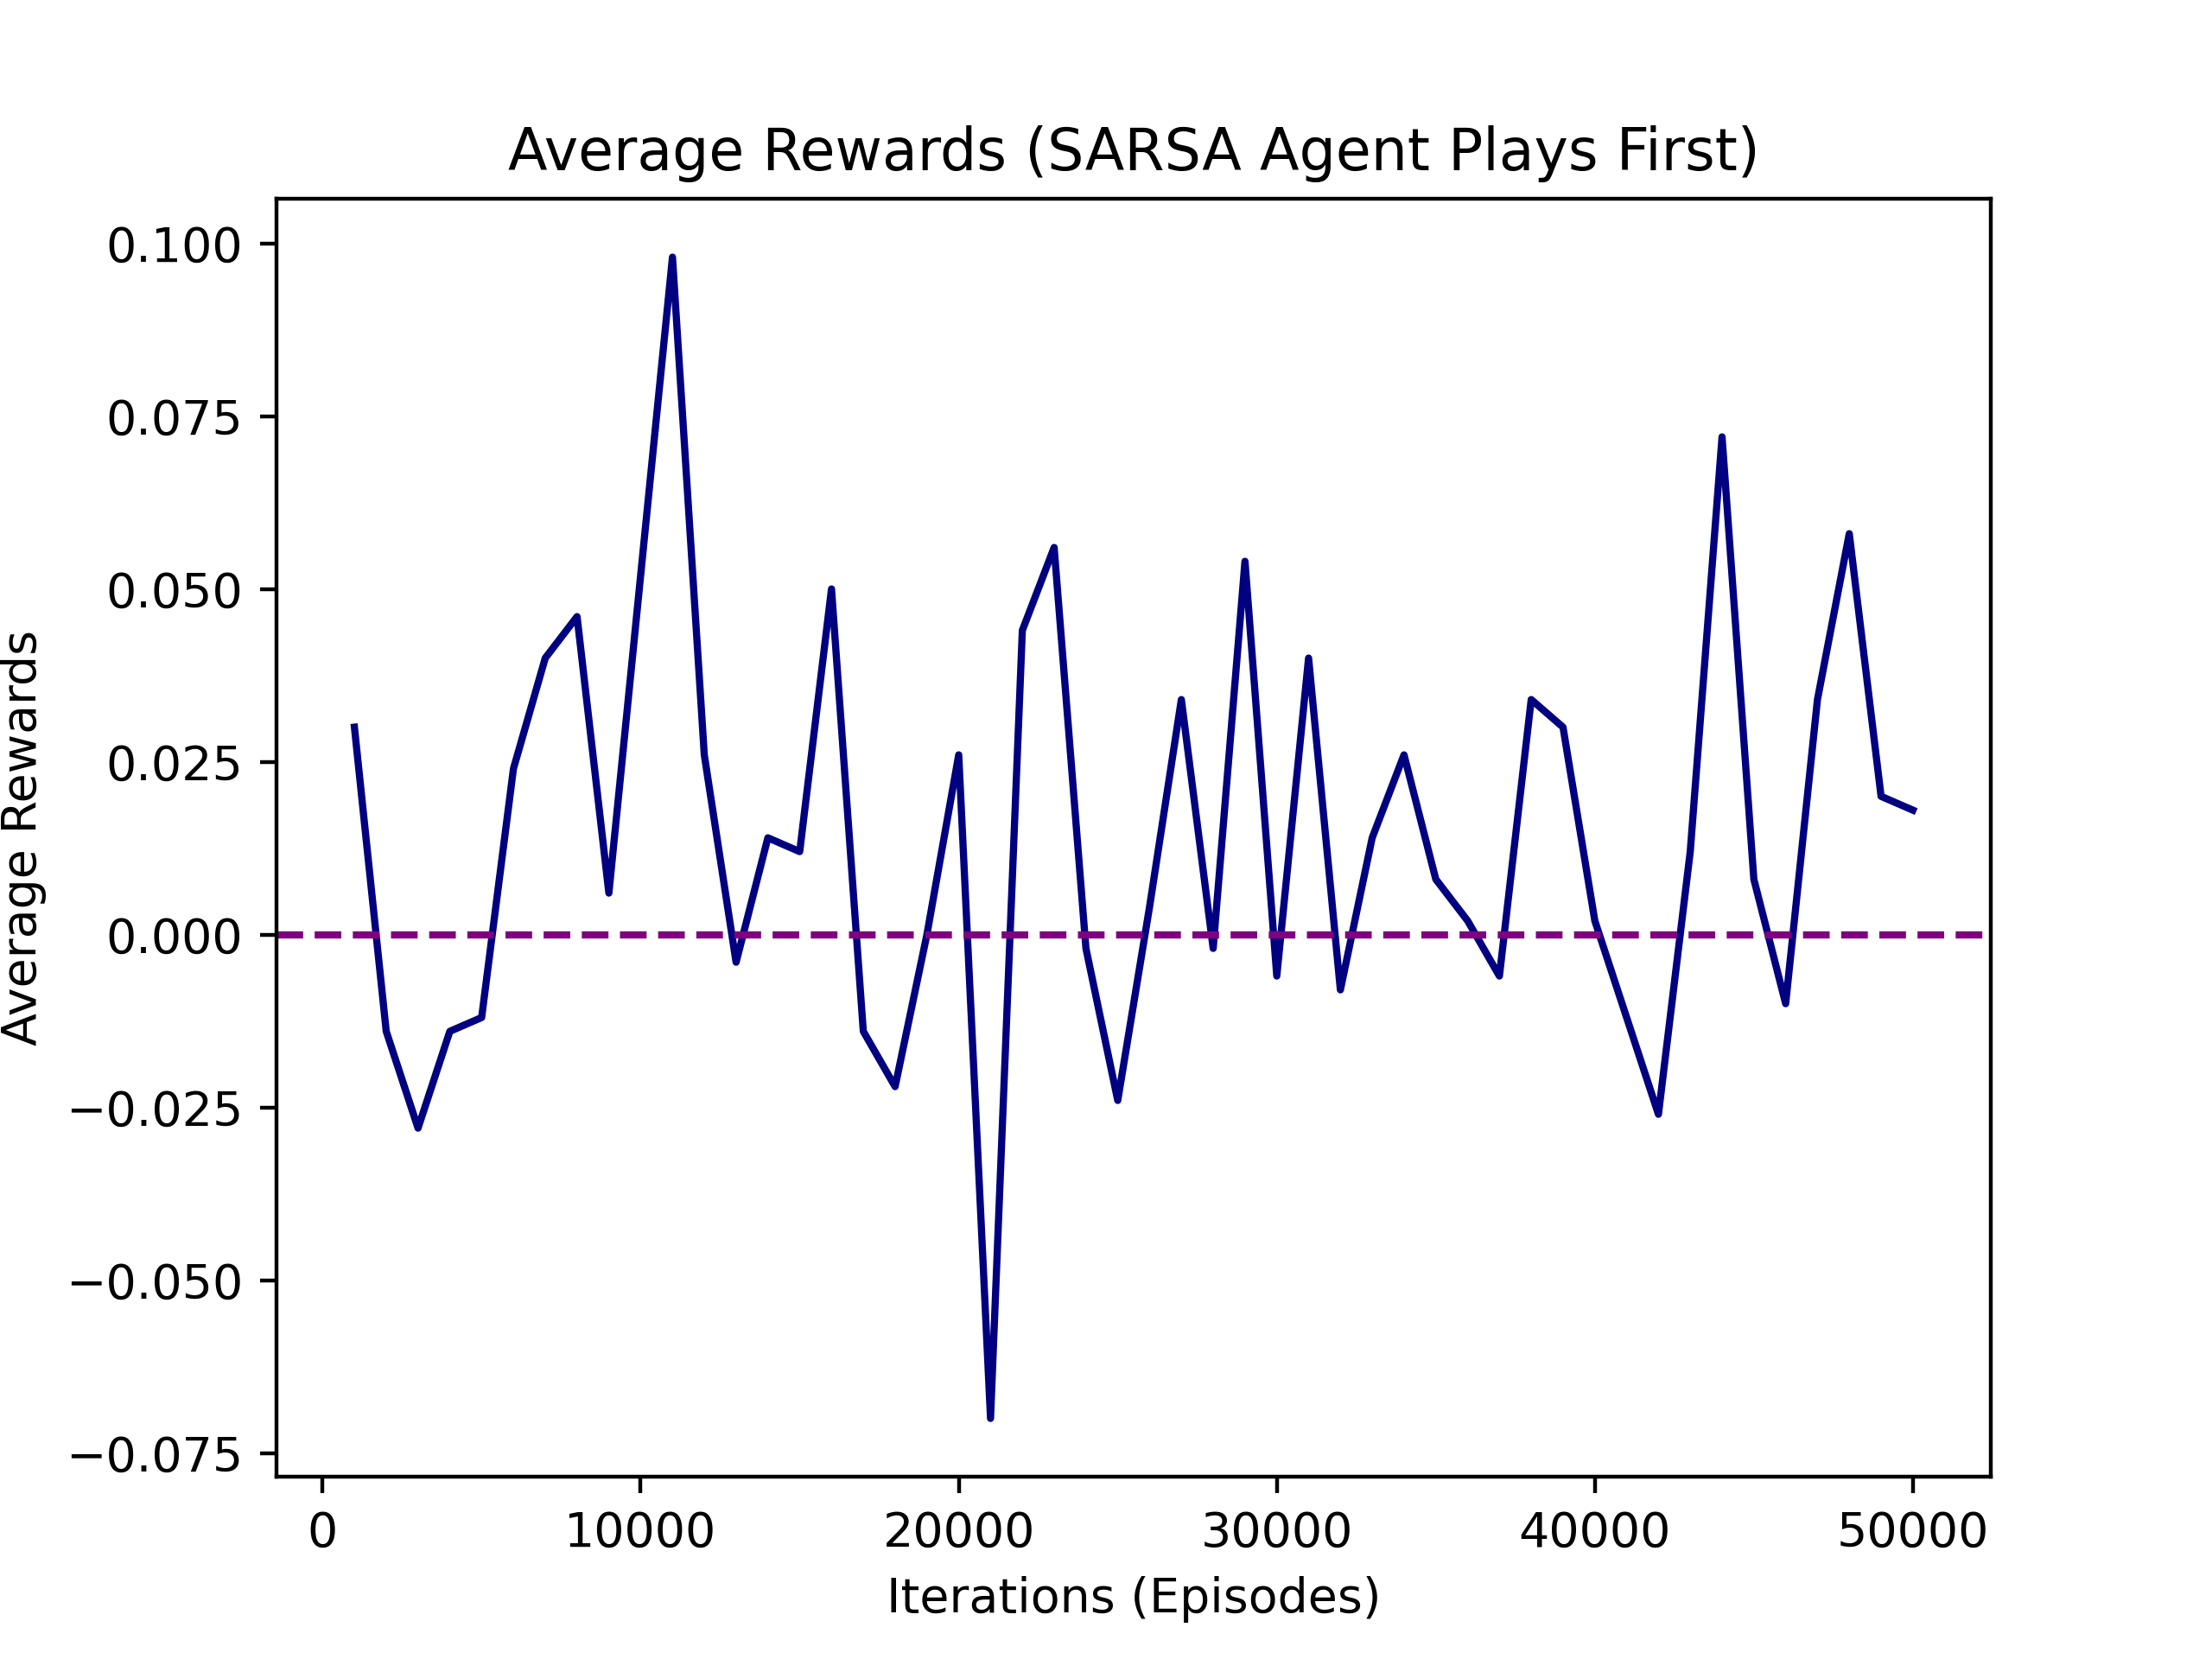 Average Rewards (SARSA Agent Plays First)
0.100
0.075
0.050
0.025
0.000
−0.025
−0.050
−0.075
Average Rewards
0 10000 20000 30000 40000 50000
Iterations (Episodes)